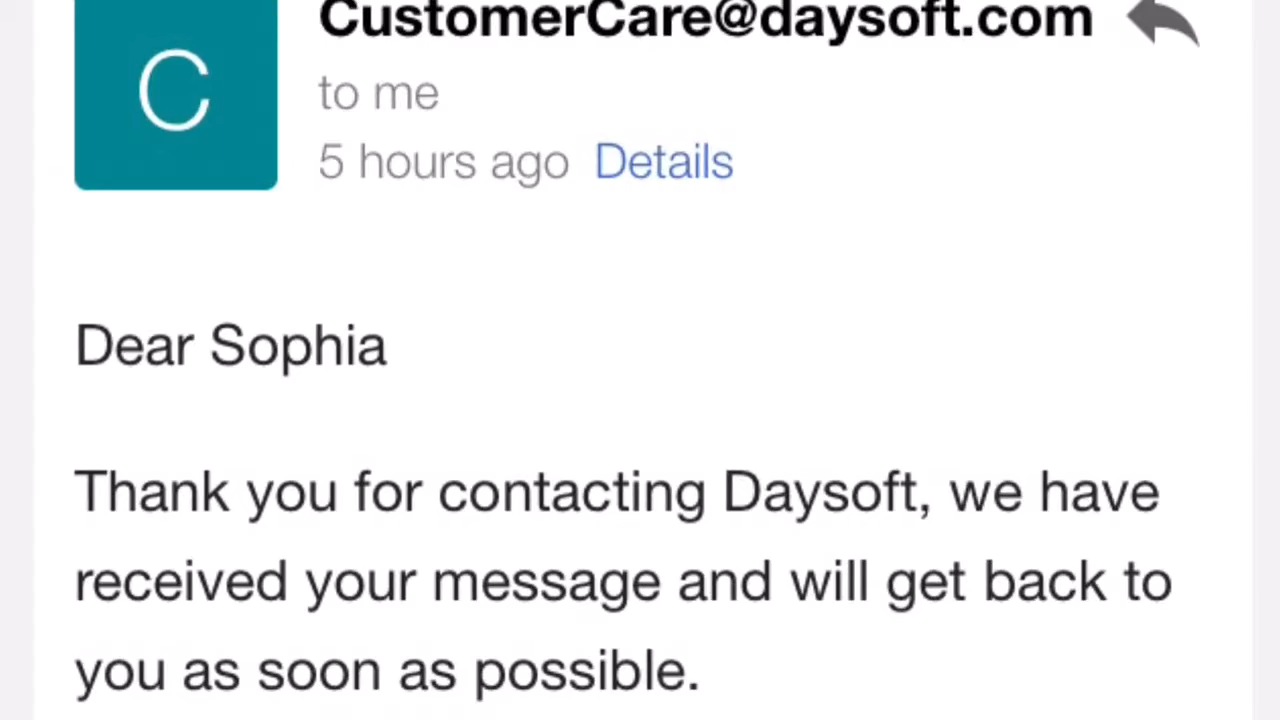 CustomerCare@daysoft.com
C
to me
5 hours ago Details
Dear Sophia
Thank you for contacting Daysoft, we have
received your message and will get back to
you as soon as possible.